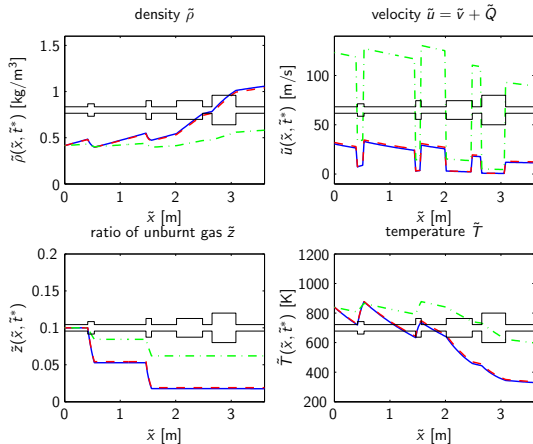 density ρ̃
velocity ũ = ṽ + Q̃
ρ̃(x̃, t̃*) [kg/m³]
1.5
1
0.5
0
0 1 2 3
x̃ [m]
ũ(x̃, t̃*) [m/s]
100
50
0
0 1 2 3
x̃ [m]
ratio of unburnt gas z̃
temperature T̃
z̃(x̃, t̃*)
0.2
0.15
0.1
0.05
0
0 1 2 3
x̃ [m]
T̃(x̃, t̃*) [K]
1200
1000
800
600
400
200
0 1 2 3
x̃ [m]